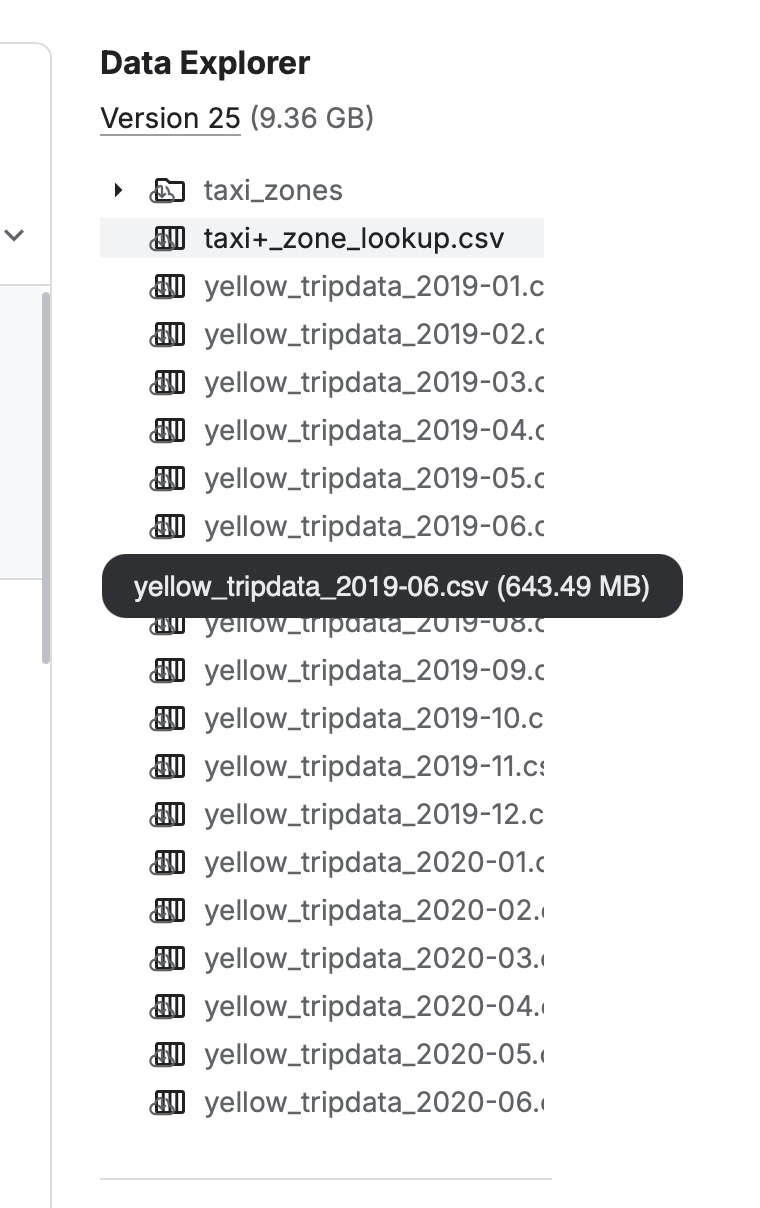 Data Explorer
Version 25 (9.36 GB)
taxi_zones
taxi+_zone_lookup.csv
yellow_tripdata_2019-01.c
yellow_tripdata_2019-02.c
yellow_tripdata_2019-03.c
yellow_tripdata_2019-04.c
yellow_tripdata_2019-05.c
yellow_tripdata_2019-06.c
yellow_tripdata_2019-06.csv (643.49 MB)
yellow_tripdata_2019-08.c
yellow_tripdata_2019-09.c
yellow_tripdata_2019-10.c
yellow_tripdata_2019-11.cs
yellow_tripdata_2019-12.c
yellow_tripdata_2020-01.c
yellow_tripdata_2020-02.c
yellow_tripdata_2020-03.c
yellow_tripdata_2020-04.c
yellow_tripdata_2020-05.c
yellow_tripdata_2020-06.c